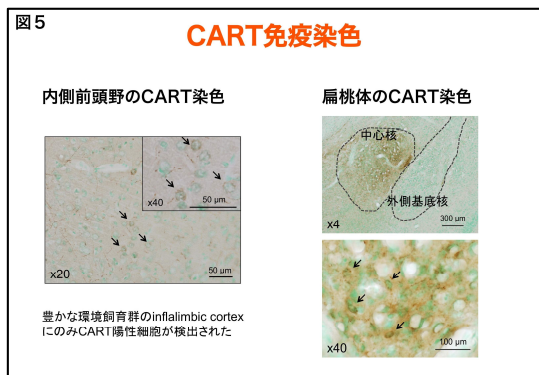 図5
CART免疫染色
内側前頭野のCART染色
x40
50 µm
x20
50 µm
豊かな環境飼育群のinflalimbic cortex
にのみCART陽性細胞が検出された
扁桃体のCART染色
中心核
外側基底核
x4
300 µm
x40
100 µm